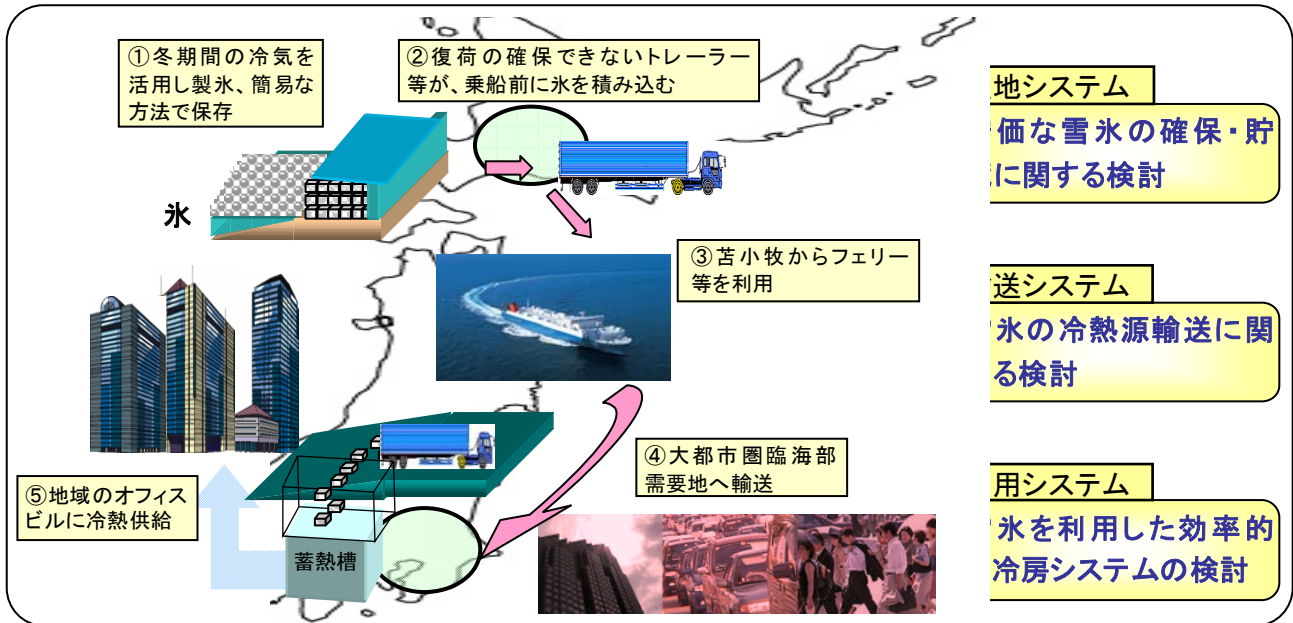 ①冬期間の冷気を
活用し製氷、簡易な
方法で保存
②復荷の確保できないトレーラー
等が、乗船前に氷を積み込む
氷
③苫小牧からフェリー
等を利用
④大都市圏臨海部
需要地へ輸送
⑤地域のオフィス
ビルに冷熱供給
蓄熱槽
地システム
価な雪氷の確保・貯
に関する検討
送システム
氷の冷熱源輸送に関
る検討
用システム
氷を利用した効率的
冷房システムの検討